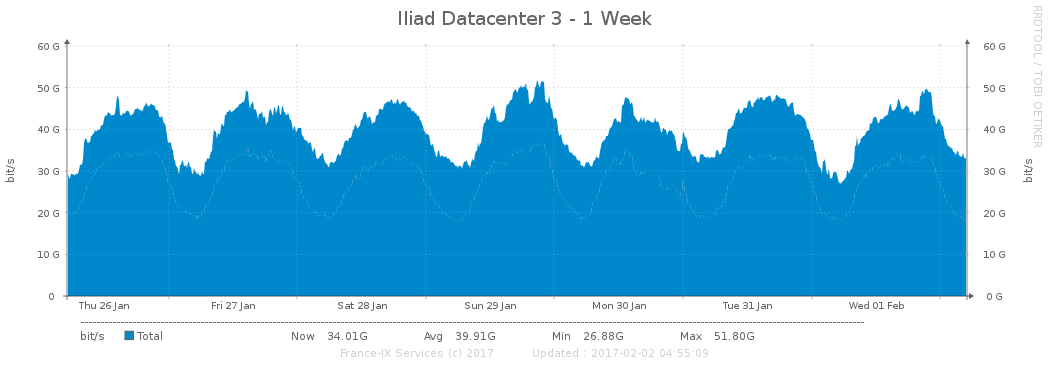 Iliad Datacenter 3 - 1 Week
RRDTOOL / TOBI OETIKER
60 G 60 G
50 G 50 G
40 G 40 G
30 G 30 G
20 G 20 G
10 G 10 G
0 0 G
bit/s bit/s
Thu 26 Jan Fri 27 Jan Sat 28 Jan Sun 29 Jan Mon 30 Jan Tue 31 Jan Wed 01 Feb
bit/s Total Now 34.01G Avg 39.91G Min 26.88G Max 51.80G
France-IX Services (c) 2017 Updated : 2017-02-02 04:55:09